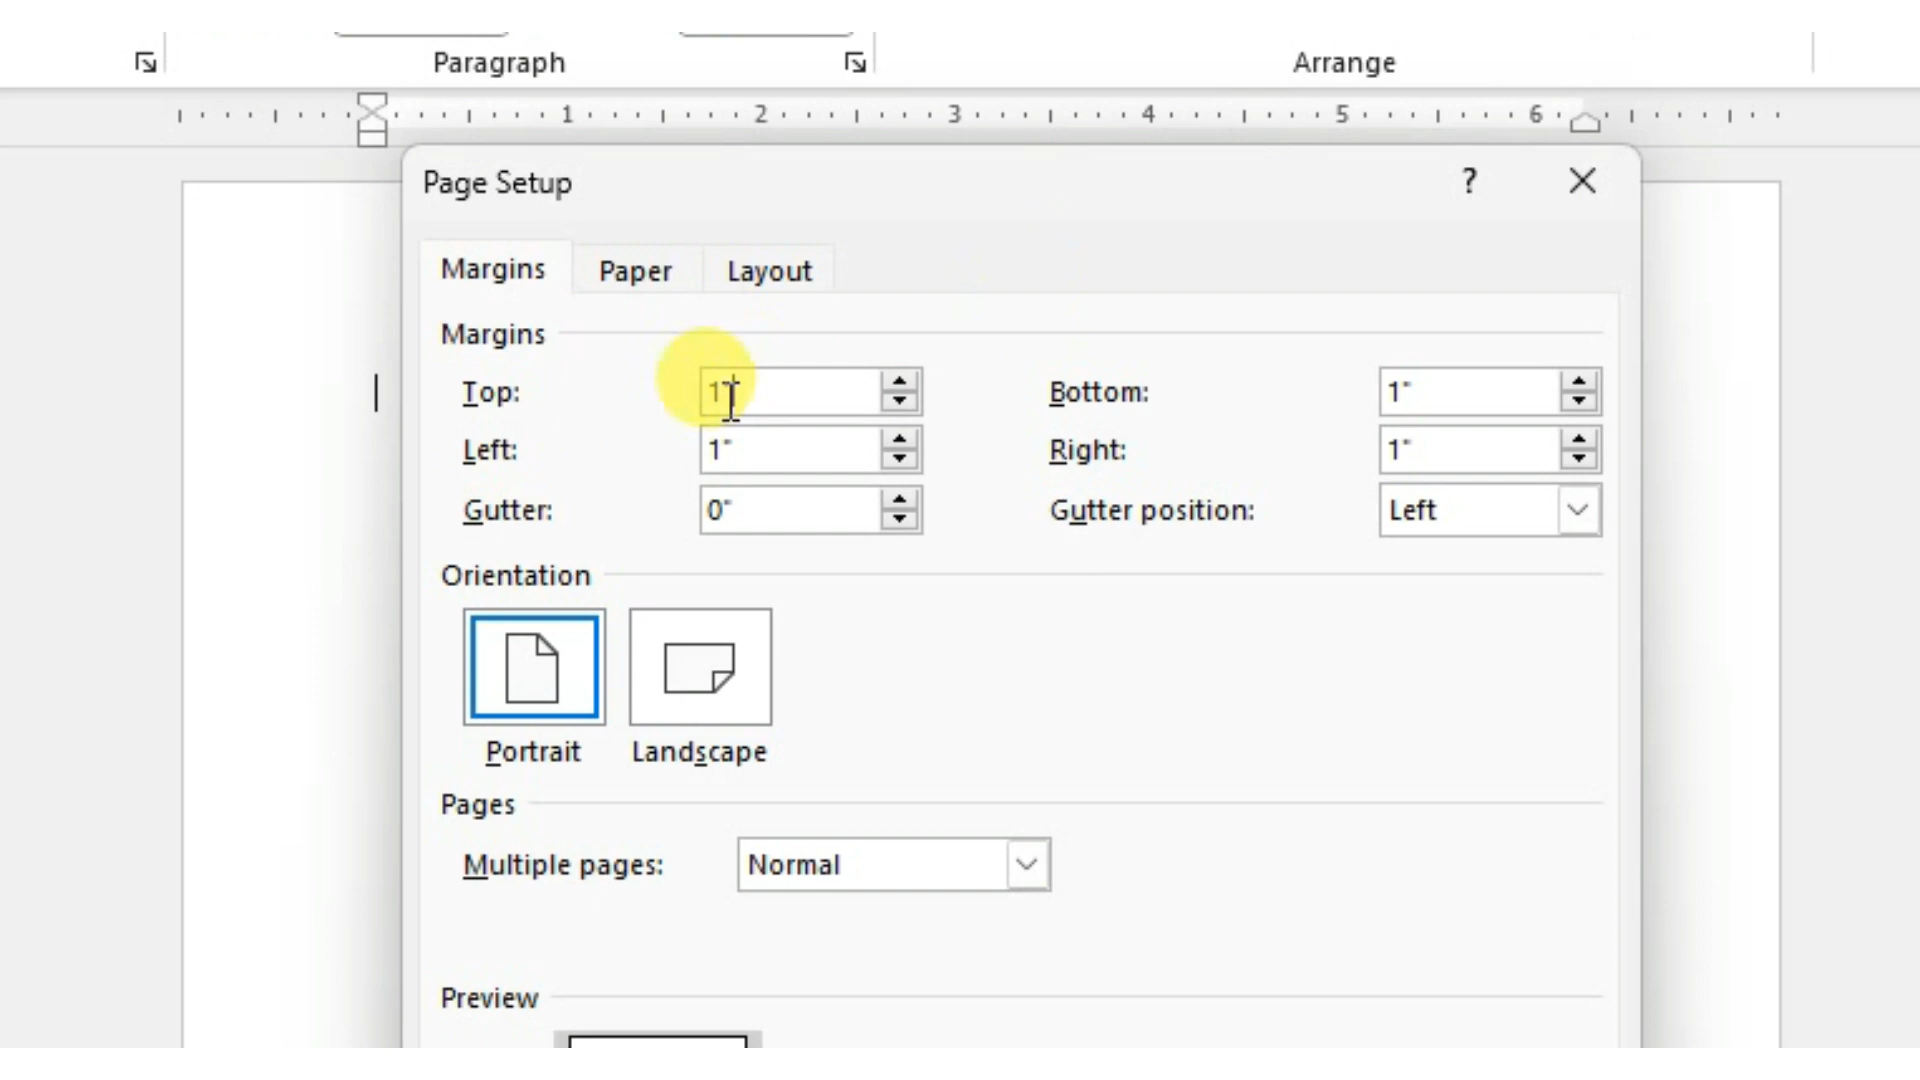 Paragraph
Arrange
1 2 3 4 5 6
Page Setup ?
Margins Paper Layout
Margins
Top: 1" Bottom: 1"
Left: 1" Right: 1"
Gutter: 0" Gutter position: Left
Orientation
Portrait Landscape
Pages
Multiple pages: Normal
Preview